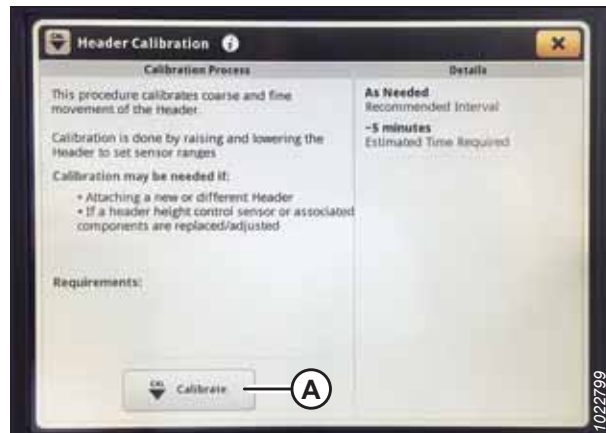 CAL
Header Calibration i
Calibration Process
Details
This procedure calibrates coarse and fine
movement of the Header.
Calibration is done by raising and lowering the
Header to set sensor ranges
Calibration may be needed if:
• Attaching a new or different Header
• If a header height control sensor or associated
components are replaced/adjusted
Requirements:
As Needed
Recommended Interval
~5 minutes
Estimated Time Required
CAL
Calibrate
A
1022799